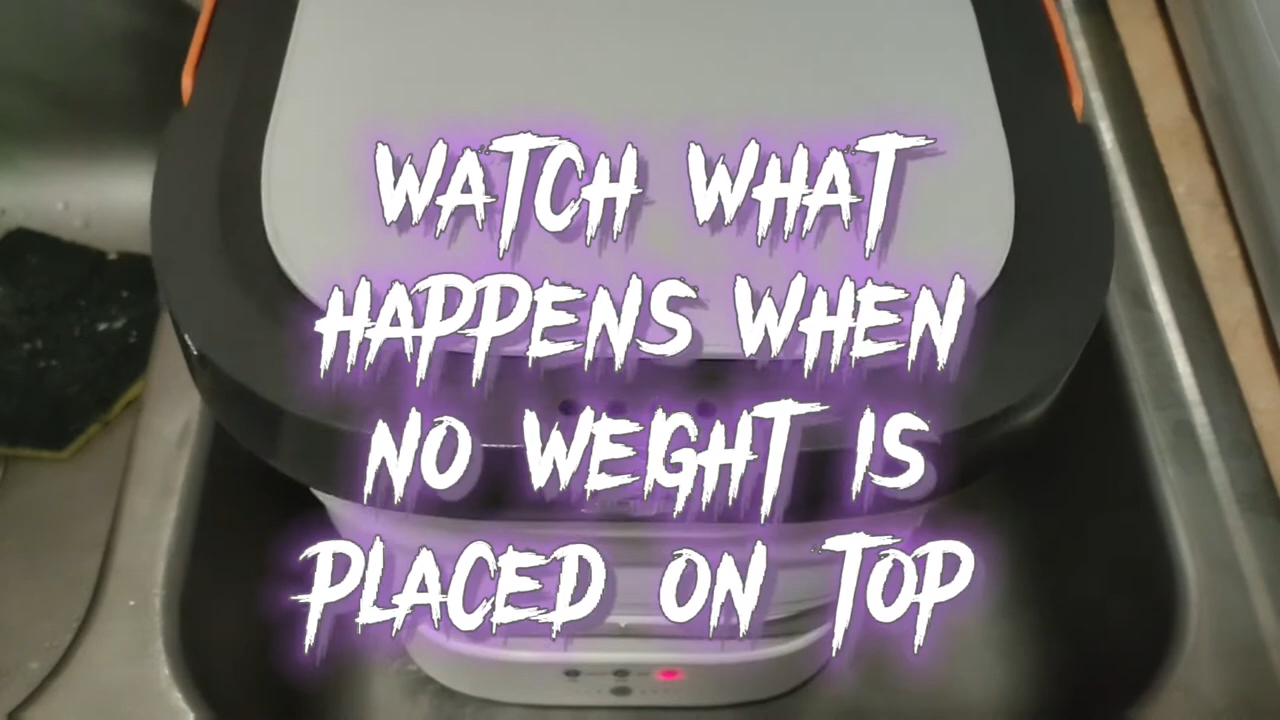 WATCH WHAT
HAPPENS WHEN
NO WEIGHT IS
PLACED ON TOP